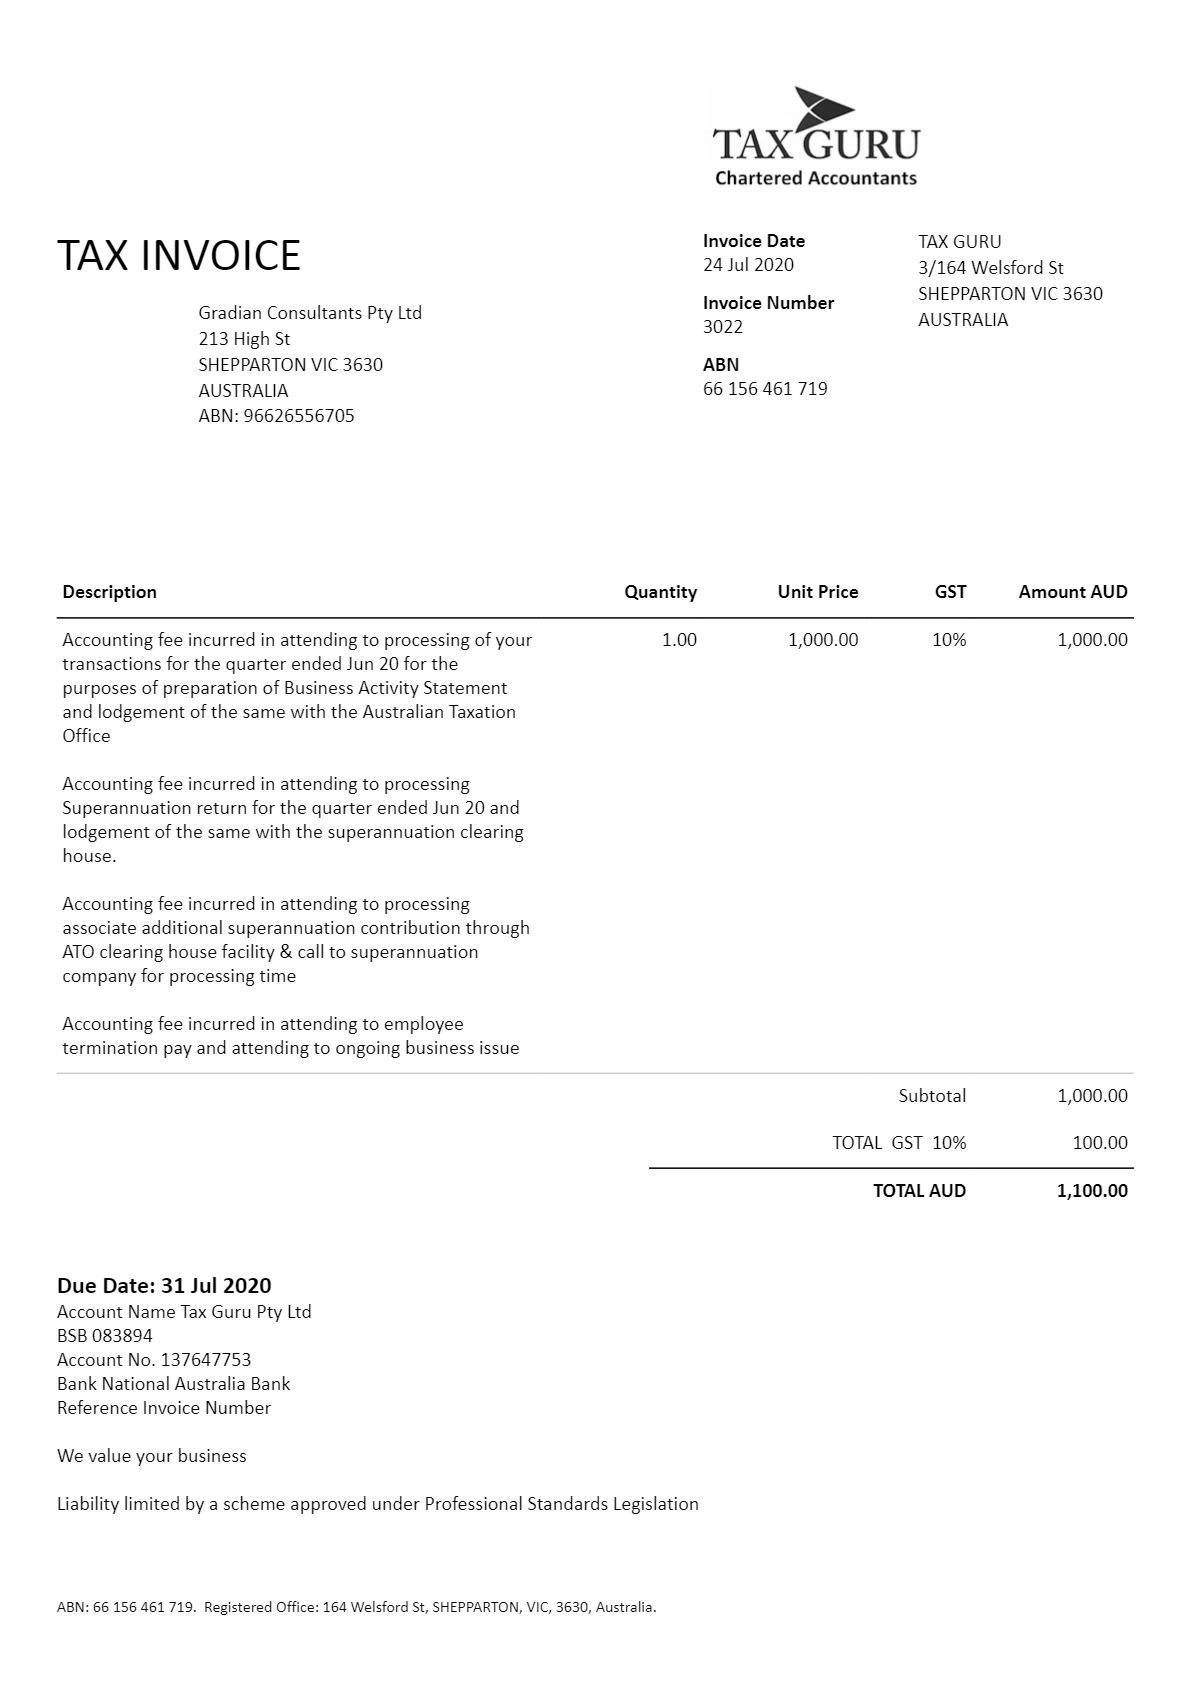 TAX GURU
Chartered Accountants
TAX INVOICE
Gradian Consultants Pty Ltd
213 High St
SHEPPARTON VIC 3630
AUSTRALIA
ABN: 96626556705
Invoice Date
24 Jul 2020
Invoice Number
3022
ABN
66 156 461 719
TAX GURU
3/164 Welsford St
SHEPPARTON VIC 3630
AUSTRALIA
Description Quantity Unit Price GST Amount AUD
Accounting fee incurred in attending to processing of your 1.00 1,000.00 10% 1,000.00
transactions for the quarter ended Jun 20 for the
purposes of preparation of Business Activity Statement
and lodgement of the same with the Australian Taxation
Office
Accounting fee incurred in attending to processing
Superannuation return for the quarter ended Jun 20 and
lodgement of the same with the superannuation clearing
house.
Accounting fee incurred in attending to processing
associate additional superannuation contribution through
ATO clearing house facility & call to superannuation
company for processing time
Accounting fee incurred in attending to employee
termination pay and attending to ongoing business issue
Subtotal 1,000.00
TOTAL GST 10% 100.00
TOTAL AUD 1,100.00
Due Date: 31 Jul 2020
Account Name Tax Guru Pty Ltd
BSB 083894
Account No. 137647753
Bank National Australia Bank
Reference Invoice Number
We value your business
Liability limited by a scheme approved under Professional Standards Legislation
ABN: 66 156 461 719. Registered Office: 164 Welsford St, SHEPPARTON, VIC, 3630, Australia.